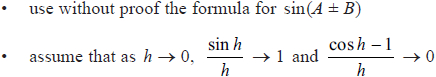 • use without proof the formula for sin(A ± B)
• assume that as h → 0, sin h / h → 1 and cos h − 1 / h → 0